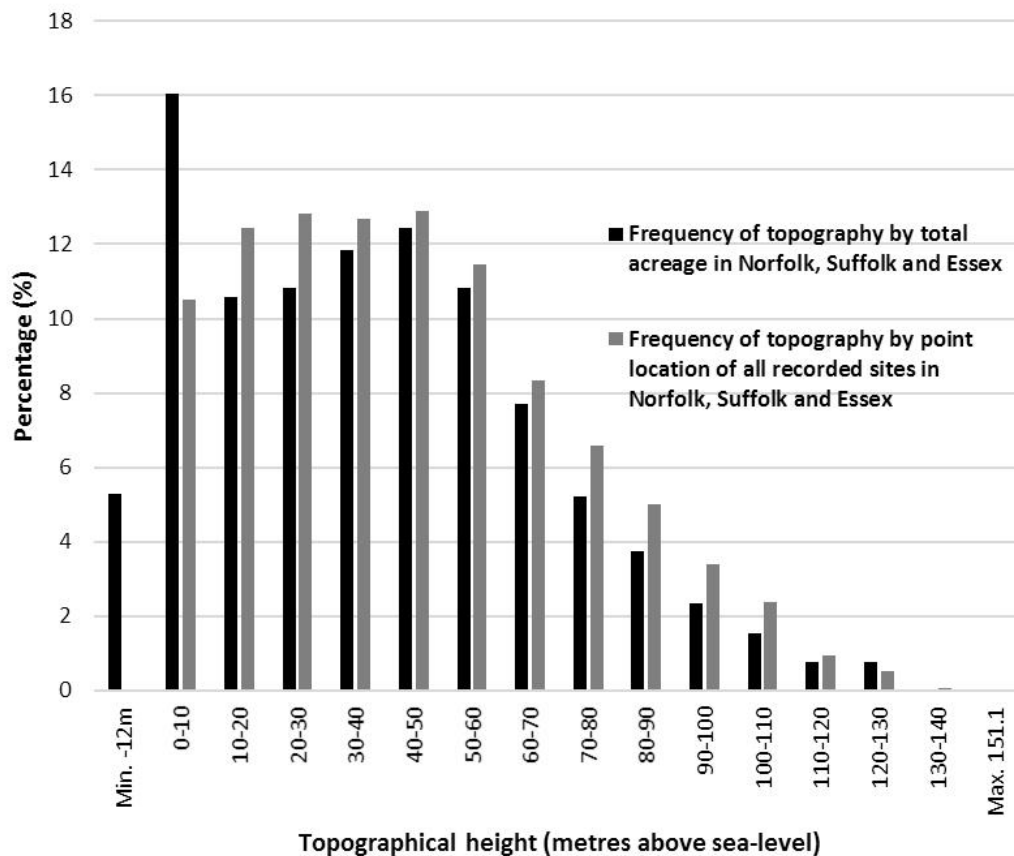 18
16
14
12
10
8
6
4
2
0
Percentage (%)
Frequency of topography by total
acreage in Norfolk, Suffolk and Essex
Frequency of topography by point
location of all recorded sites in
Norfolk, Suffolk and Essex
Min. -12m
0-10
10-20
20-30
30-40
40-50
50-60
60-70
70-80
80-90
90-100
100-110
110-120
120-130
130-140
Max. 151.1
Topographical height (metres above sea-level)